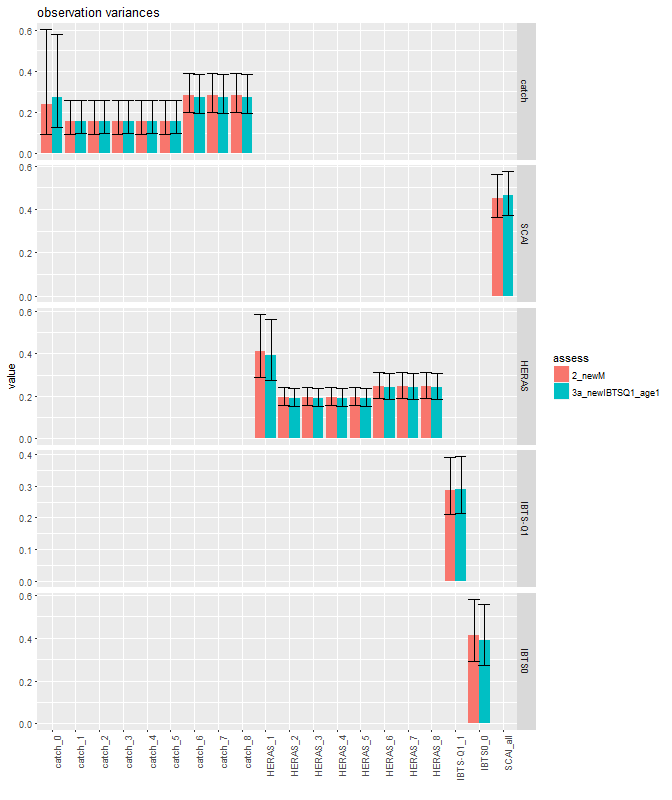 observation variances
value
0.6
0.4
0.2
0.0
catch
0.6
0.4
0.2
0.0
SCAI
0.6
0.4
0.2
0.0
HERAS
0.4
0.3
0.2
0.1
0.0
IBTS-Q1
0.6
0.4
0.2
0.0
IBTS0
catch_0
catch_1
catch_2
catch_3
catch_4
catch_5
catch_6
catch_7
catch_8
HERAS_1
HERAS_2
HERAS_3
HERAS_4
HERAS_5
HERAS_6
HERAS_7
HERAS_8
IBTS-Q1_1
IBTS0_0
SCAI_all
assess
2_newM
3a_newIBTSQ1_age1